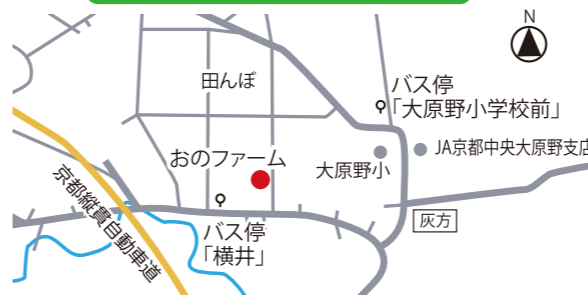 N
田んぼ
バス停
「大原野小学校前」
おのファーム
大原野小
JA京都中央大原野支店
京都縦貫自動車道
バス停
「横井」
灰方